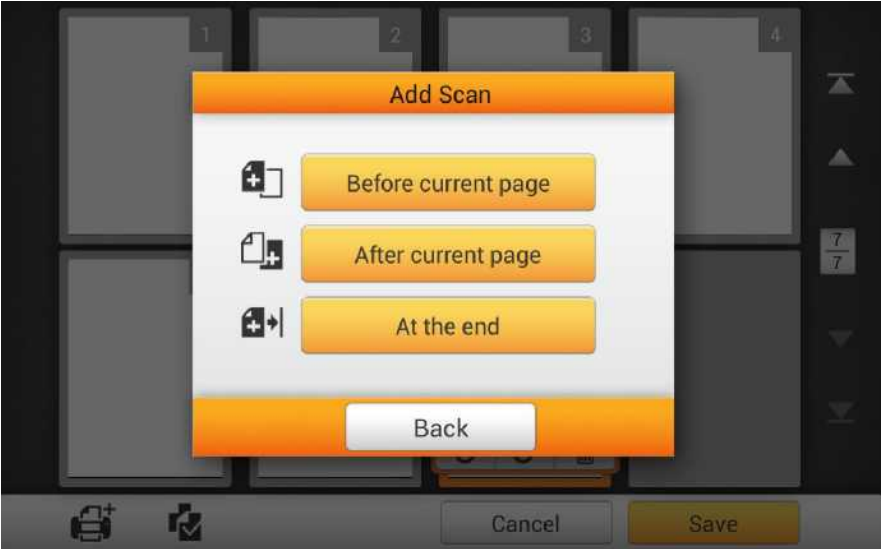 1
2
3
4
Add Scan
Before current page
After current page
At the end
7
7
Back
Cancel
Save